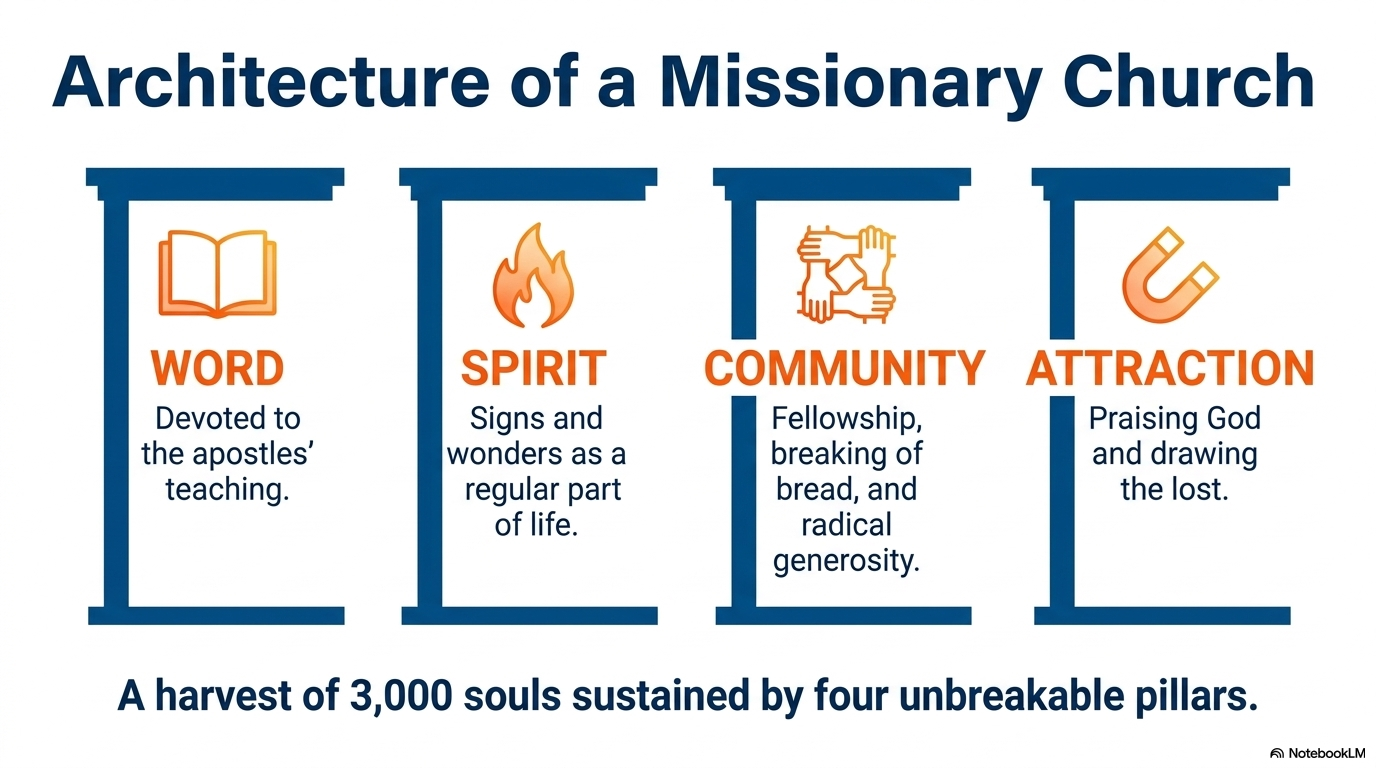 Architecture of a Missionary Church
WORD
Devoted to
the apostles’
teaching.
SPIRIT
Signs and
wonders as a
regular part
of life.
COMMUNITY
Fellowship,
breaking of
bread, and
radical
generosity.
ATTRACTION
Praising God
and drawing
the lost.
A harvest of 3,000 souls sustained by four unbreakable pillars.
NotebookLM